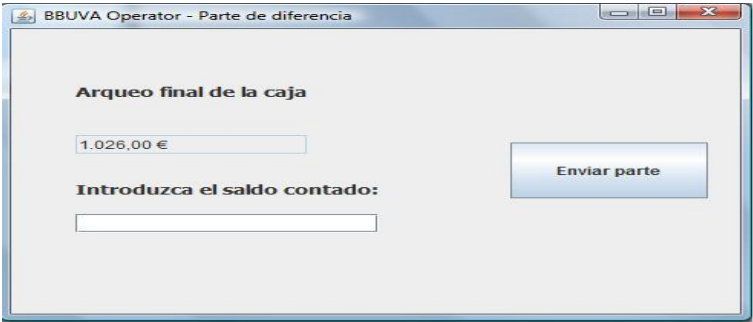 BBUVA Operator - Parte de diferencia
Arqueo final de la caja
1.026,00 €
Enviar parte
Introduzca el saldo contado: